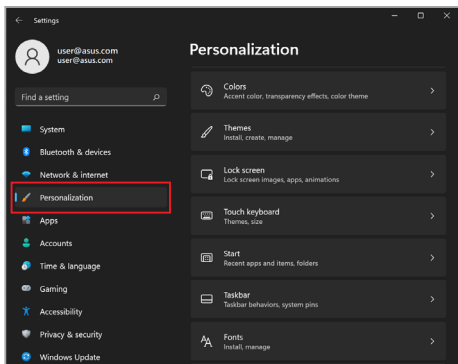 Settings
user@asus.com
user@asus.com
Find a setting
System
Bluetooth & devices
Network & internet
Personalization
Apps
Accounts
Time & language
Gaming
Accessibility
Privacy & security
Windows Update
Personalization
Colors
Accent color, transparency effects, color theme
Themes
Install, create, manage
Lock screen
Lock screen images, apps, animations
Touch keyboard
Themes, size
Start
Recent apps and items, folders
Taskbar
Taskbar behaviors, system pins
Fonts
Install, manage